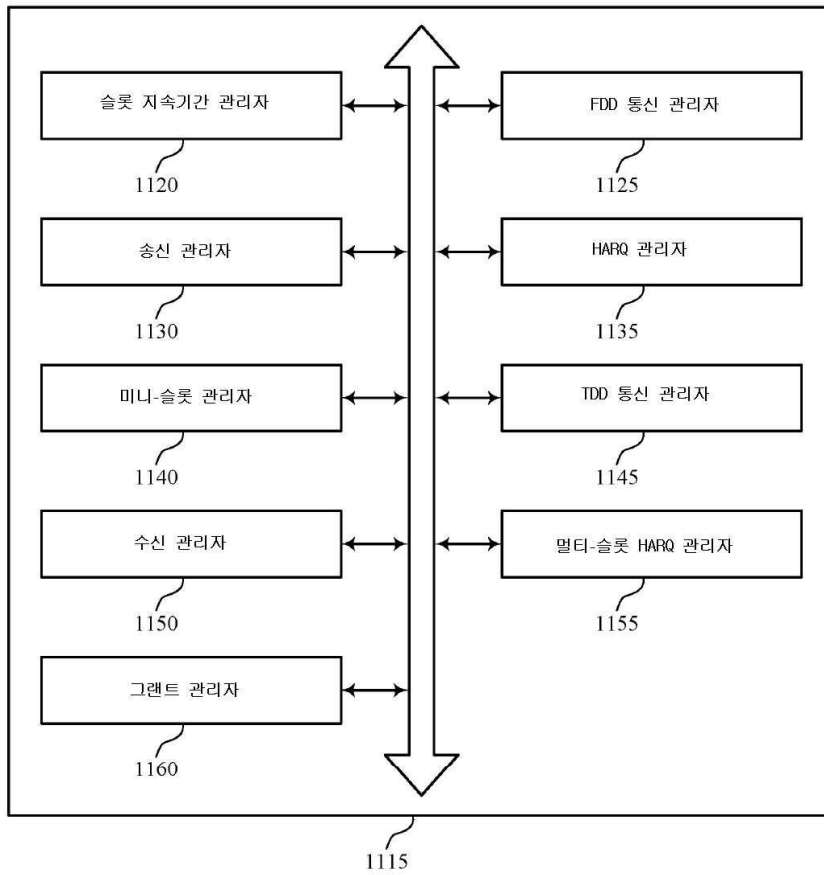 슬롯 지속기간 관리자
FDD 통신 관리자
1120
1125
송신 관리자
HARQ 관리자
1130
1135
미니-슬롯 관리자
TDD 통신 관리자
1140
1145
수신 관리자
멀티-슬롯 HARQ 관리자
1150
1155
그랜트 관리자
1160
1115